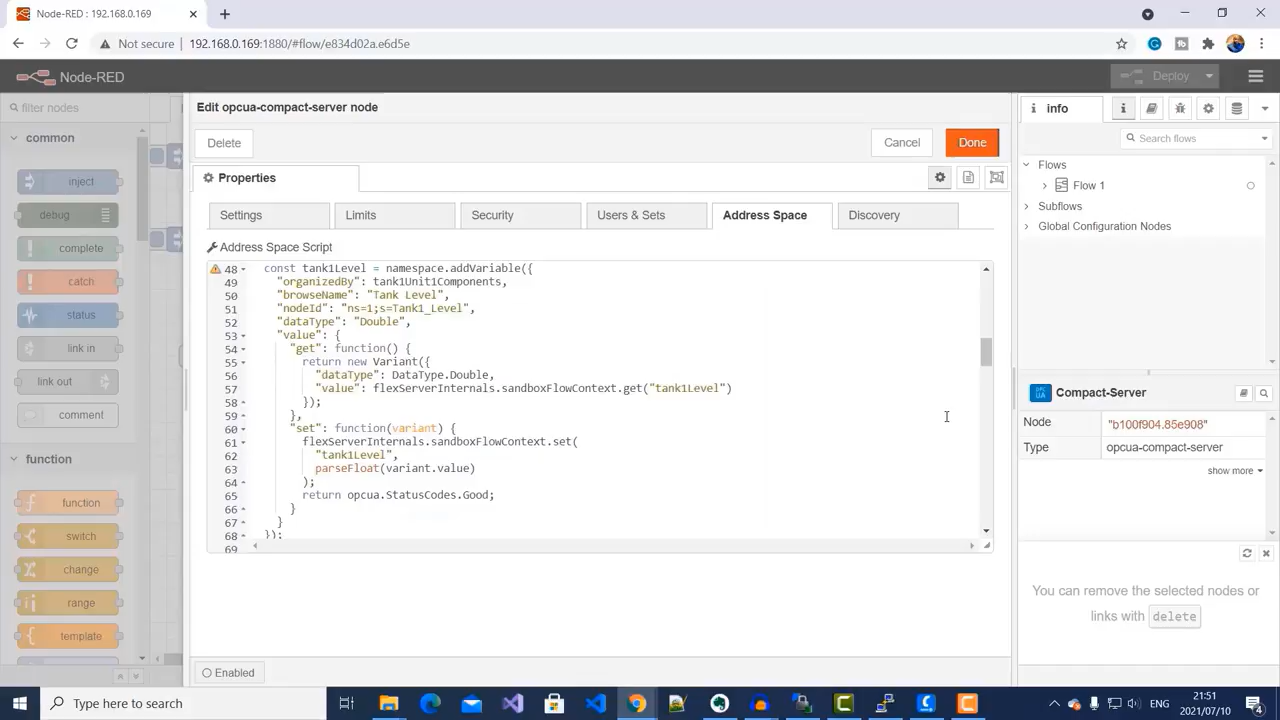 Node-RED : 192.168.0.169
Not secure
192.168.0.169:1880/#flow/e834d02a.e6d5e
Node-RED
Deploy
filter nodes
common
inject
debug
complete
catch
status
link in
link out
comment
function
function
switch
change
range
template
Edit opcua-compact-server node
Delete
Cancel
Done
Properties
Settings
Limits
Security
Users & Sets
Address Space
Discovery
Address Space Script
48 const tank1Level = namespace.addVariable({
49 "organizedBy": tank1Unit1Components,
50 "browseName": "Tank Level",
51 "nodeId": "ns=1;s=Tank1_Level",
52 "dataType": "Double",
53 "value": {
54 "get": function() {
55 return new Variant({
56 "dataType": DataType.Double,
57 "value": flexServerInternals.sandboxFlowContext.get("tank1Level")
58 });
59 },
60 "set": function(variant) {
61 flexServerInternals.sandboxFlowContext.set(
62 "tank1Level",
63 parseFloat(variant.value)
64 );
65 return opcua.StatusCodes.Good;
66 }
67 }
68 });
69
Enabled
info
Search flows
Flows
Flow 1
Subflows
Global Configuration Nodes
OPC UA
Compact-Server
Node "b100f904.85e908"
Type opcua-compact-server
show more
You can remove the selected nodes or
links with delete
Type here to search
ENG
21:51
2021/07/10
4